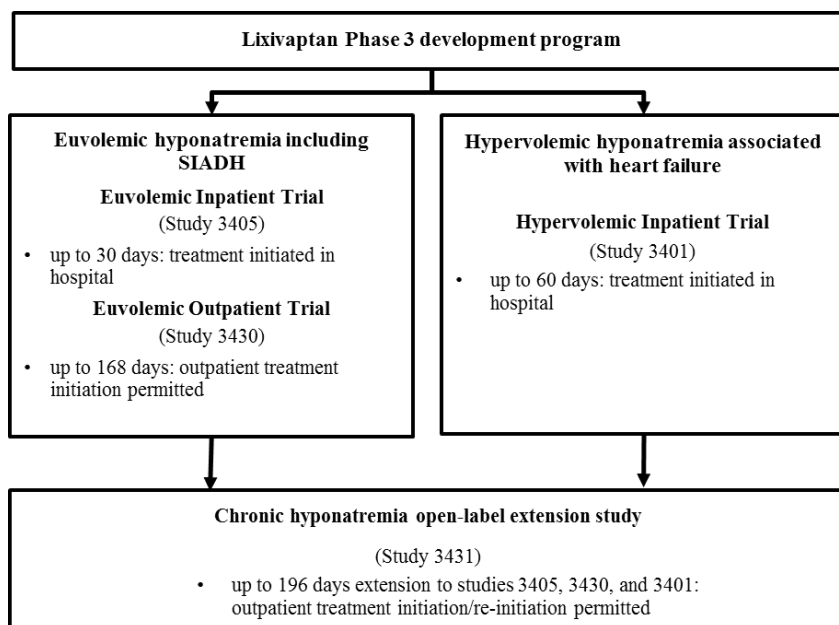 Lixivaptan Phase 3 development program
Euvolemic hyponatremia including
SIADH
Euvolemic Inpatient Trial
(Study 3405)
• up to 30 days: treatment initiated in
hospital
Euvolemic Outpatient Trial
(Study 3430)
• up to 168 days: outpatient treatment
initiation permitted
Hypervolemic hyponatremia associated
with heart failure
Hypervolemic Inpatient Trial
(Study 3401)
• up to 60 days: treatment initiated in
hospital
Chronic hyponatremia open-label extension study
(Study 3431)
• up to 196 days extension to studies 3405, 3430, and 3401:
outpatient treatment initiation/re-initiation permitted